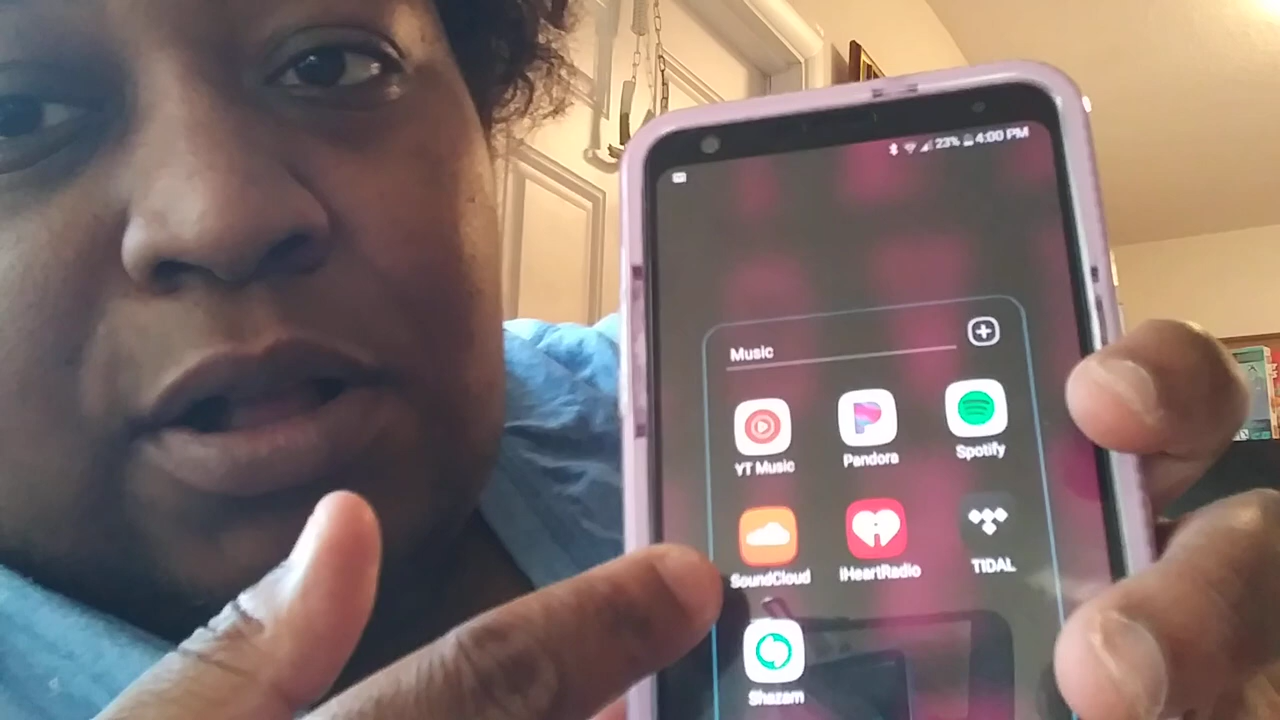 23% 4:00 PM
Music
YT Music Pandora Spotify
SoundCloud iHeartRadio TIDAL
Shazam